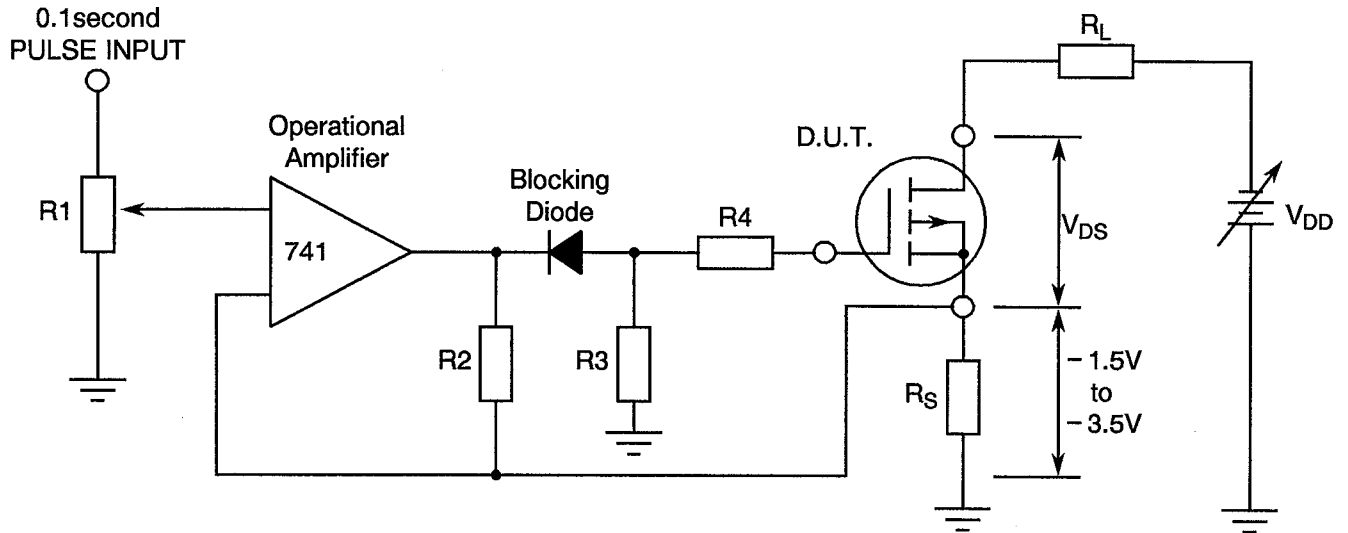 0.1second
PULSE INPUT
R1
Operational
Amplifier
741
Blocking
Diode
R2
R3
R4
D.U.T.
RL
VDS
VDD
RS
– 1.5V
to
– 3.5V